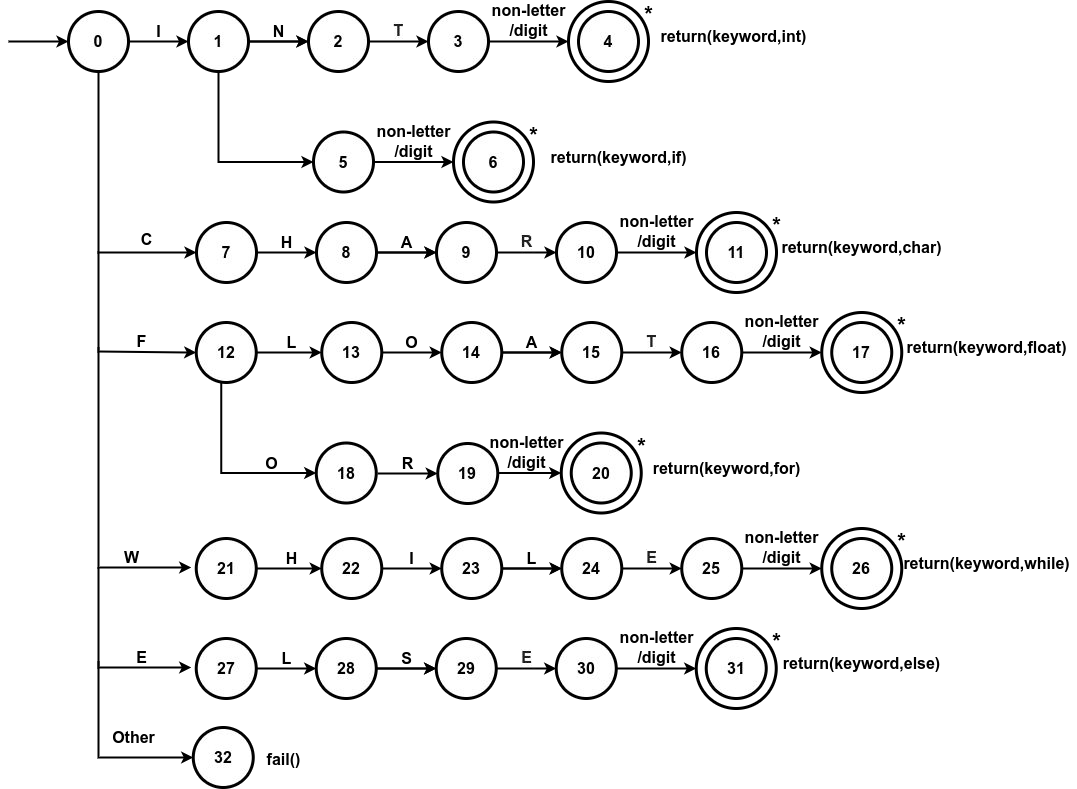 0 I 1 N 2 T 3 non-letter
/digit 4 * return(keyword,int)
5 non-letter
/digit 6 * return(keyword,if)
C 7 H 8 A 9 R 10 non-letter
/digit 11 * return(keyword,char)
F 12 L 13 O 14 A 15 T 16 non-letter
/digit 17 * return(keyword,float)
O 18 R 19 non-letter
/digit 20 * return(keyword,for)
W 21 H 22 I 23 L 24 E 25 non-letter
/digit 26 * return(keyword,while)
E 27 L 28 S 29 E 30 non-letter
/digit 31 * return(keyword,else)
Other 32 fail()